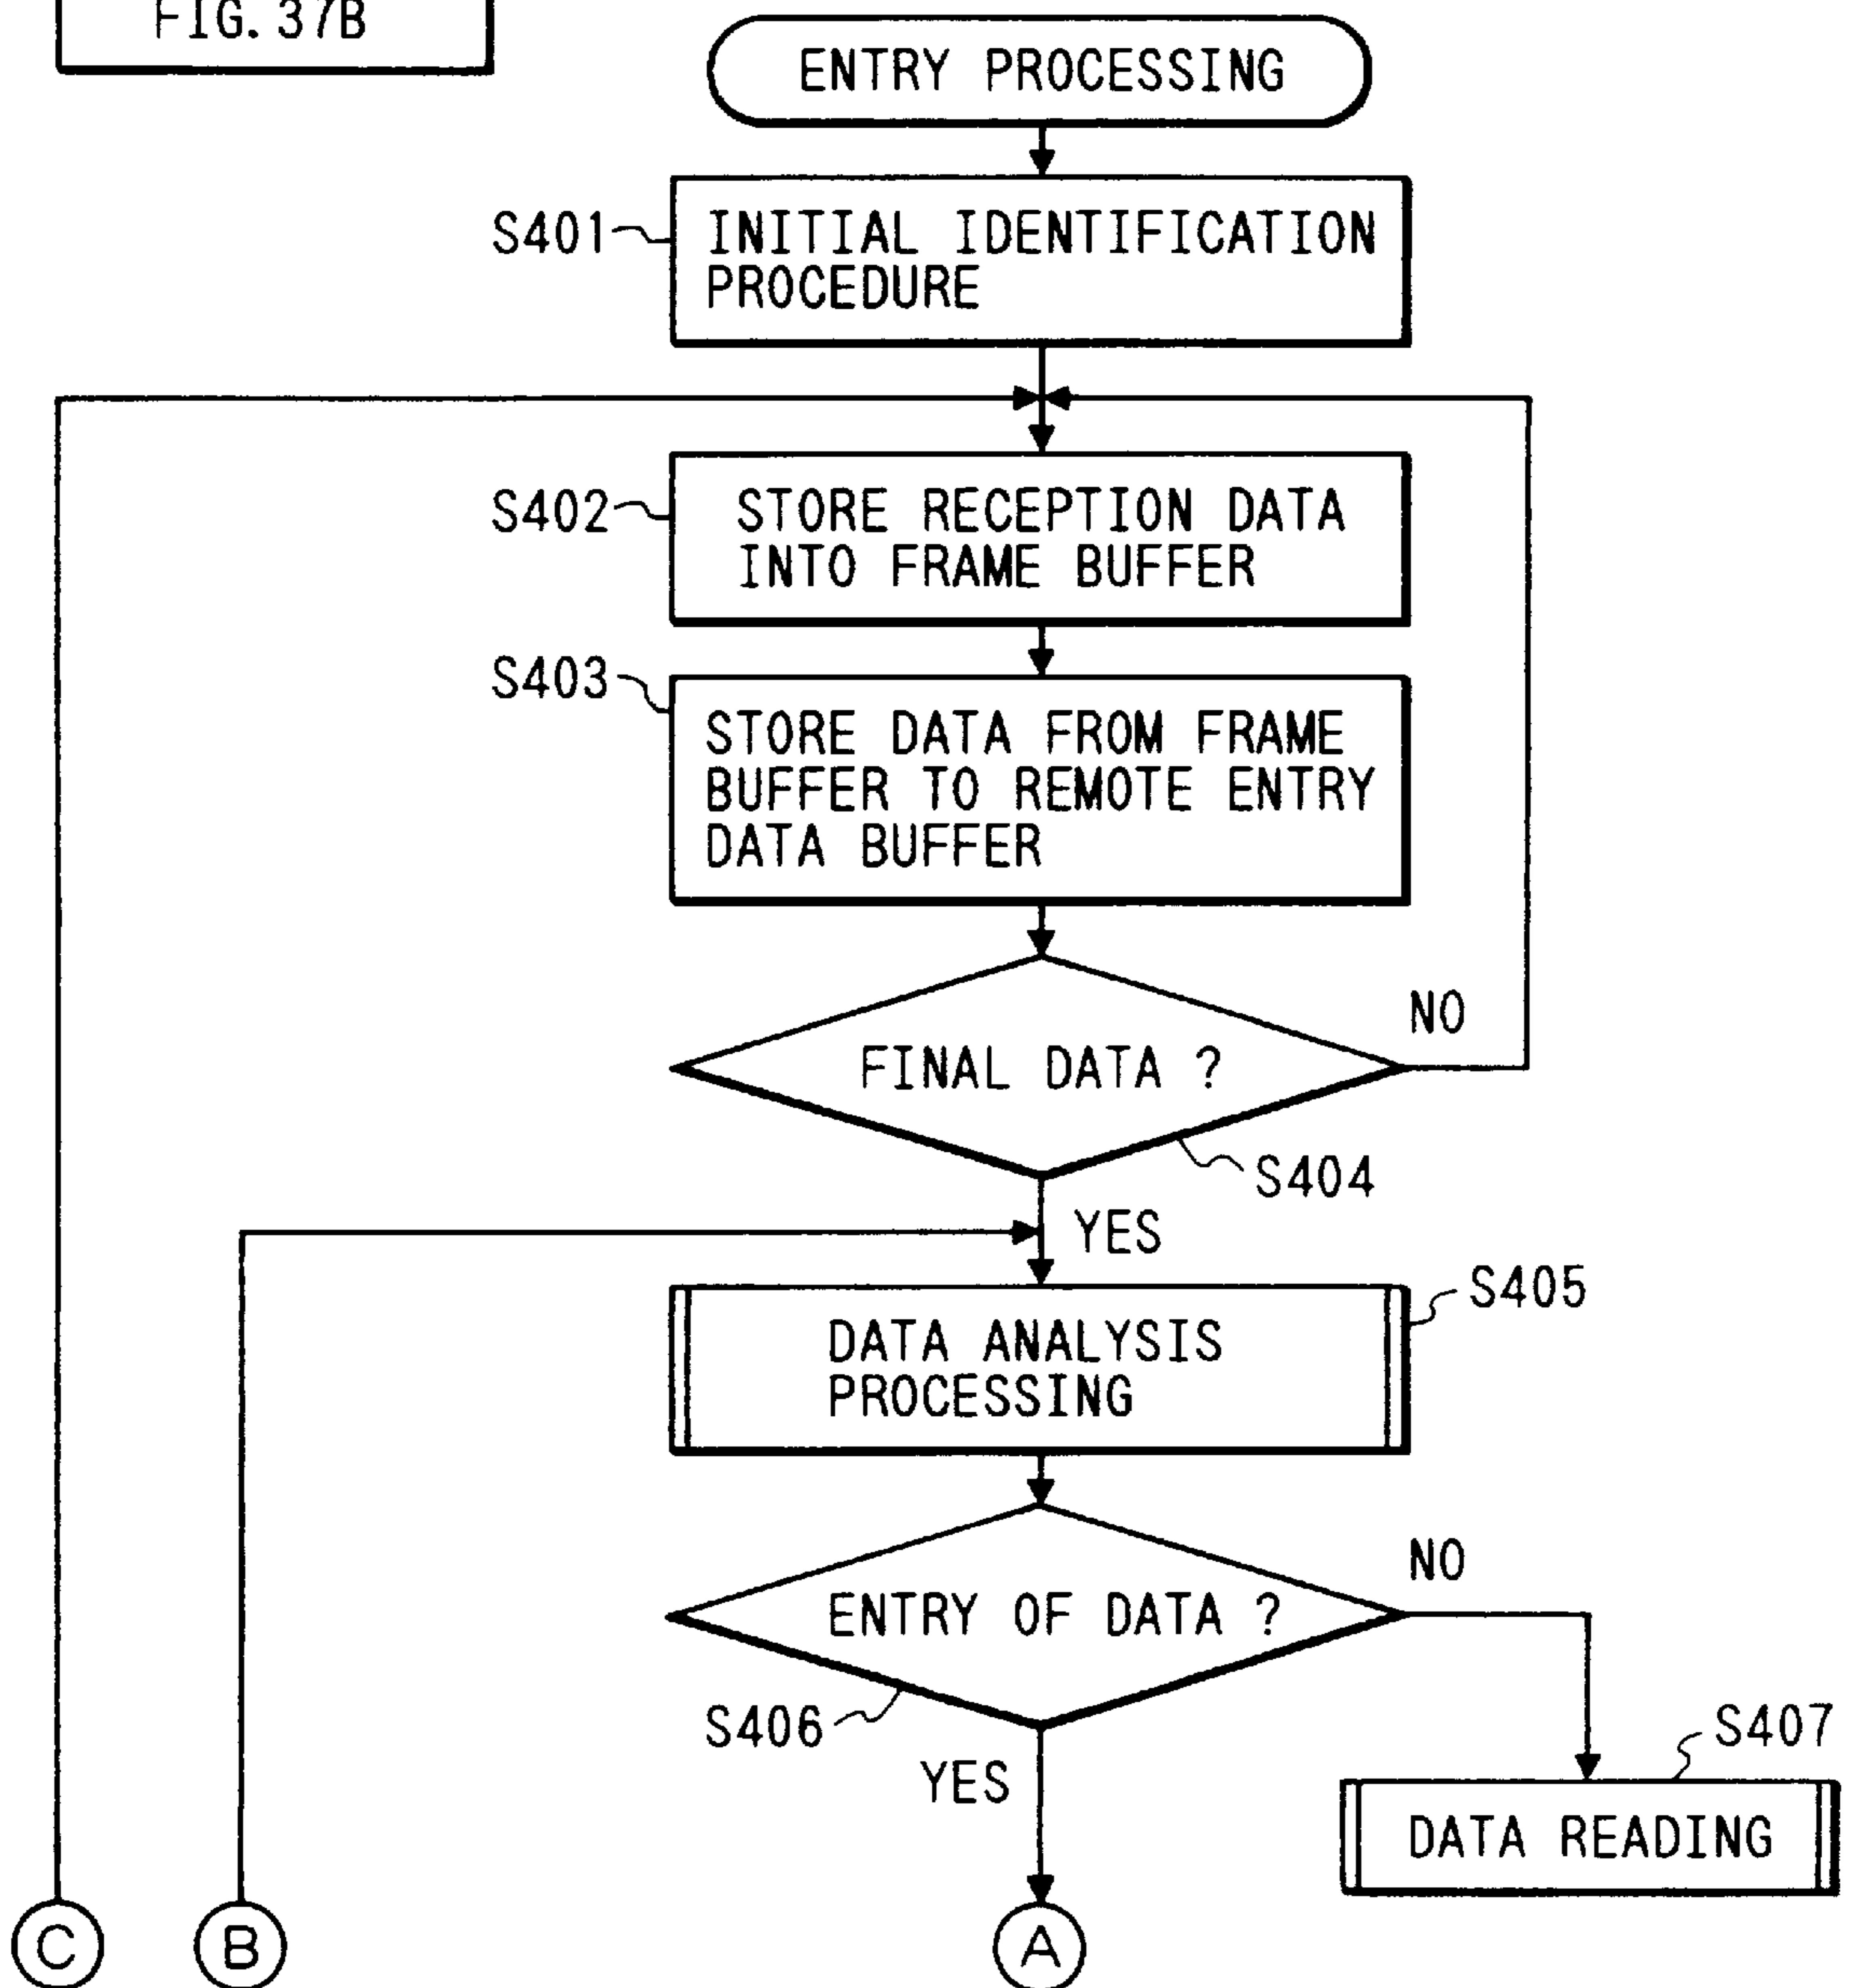 FIG. 37B
ENTRY PROCESSING
S401
INITIAL IDENTIFICATION
PROCEDURE
S402
STORE RECEPTION DATA
INTO FRAME BUFFER
S403
STORE DATA FROM FRAME
BUFFER TO REMOTE ENTRY
DATA BUFFER
NO
FINAL DATA ?
S404
YES
S405
DATA ANALYSIS
PROCESSING
NO
ENTRY OF DATA ?
S406
S407
YES
DATA READING
C
B
A